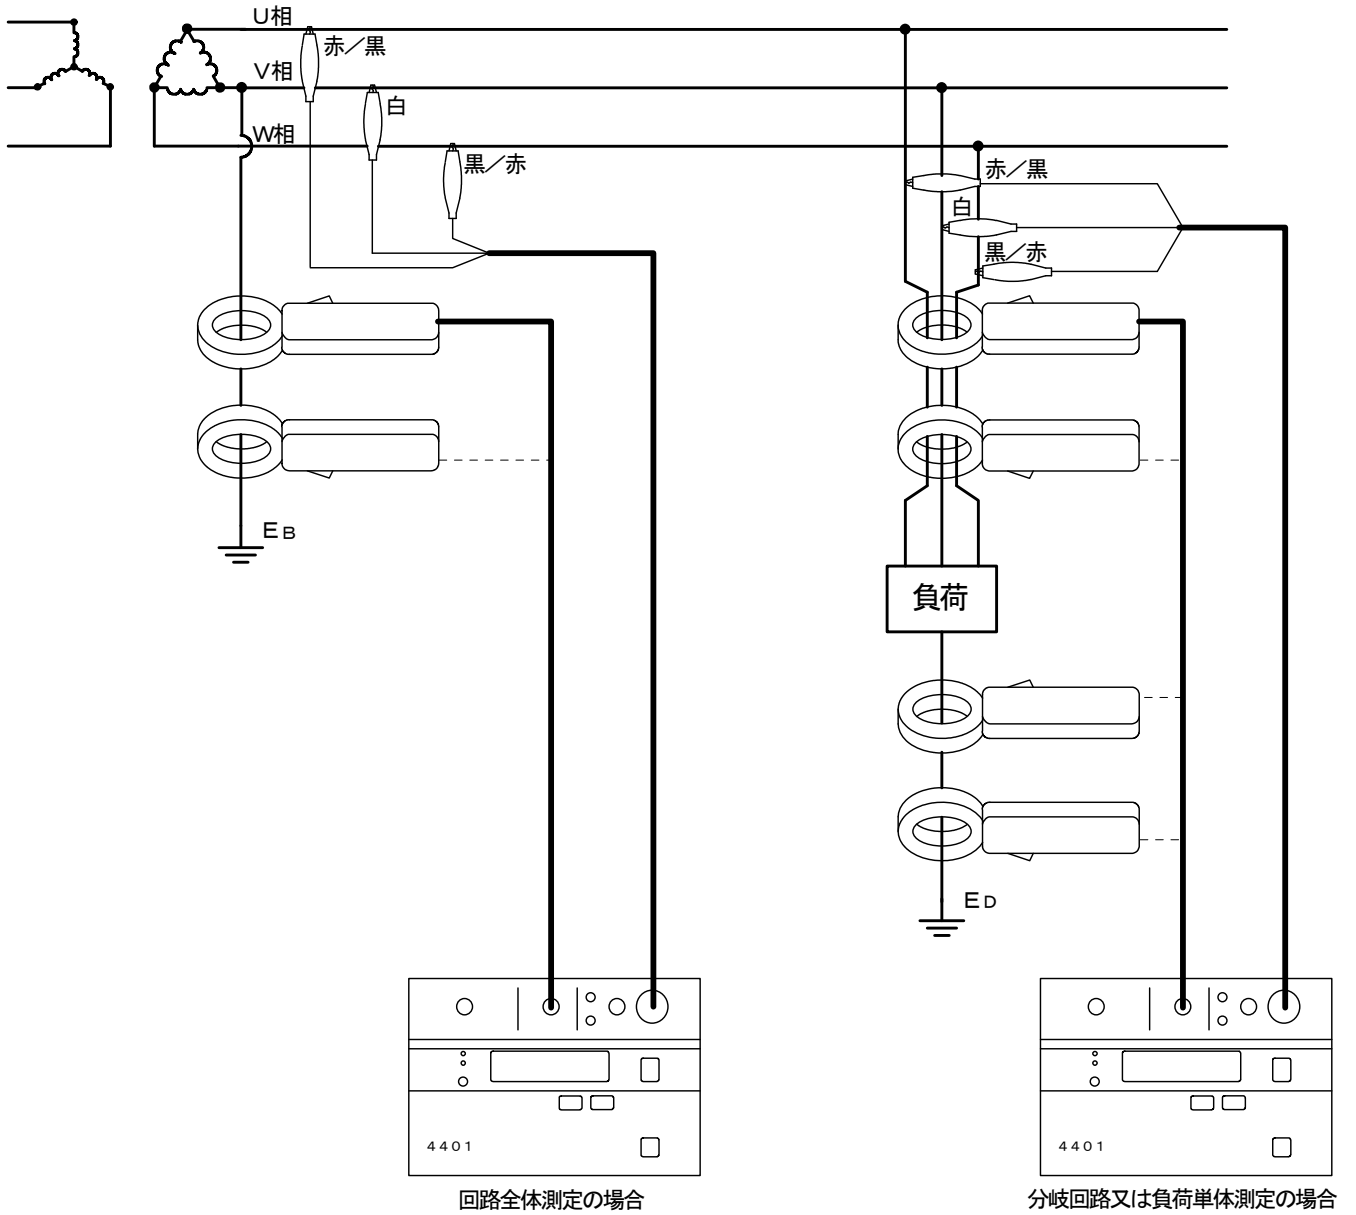 U相
赤／黒
V相
白
W相
黒／赤
赤／黒
白
黒／赤
EB
負荷
ED
4401
4401
回路全体測定の場合
分岐回路又は負荷単体測定の場合